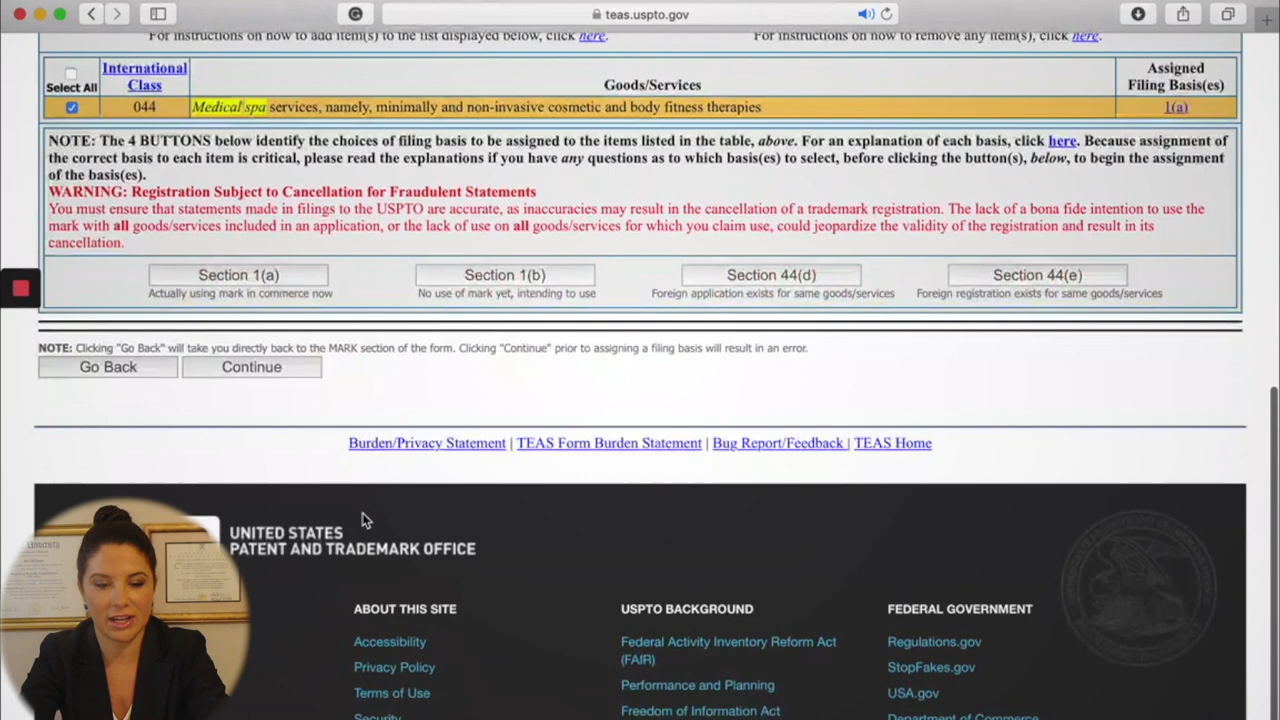 teas.uspto.gov
For instructions on how to add item(s) to the list displayed below, click here.
For instructions on how to remove any item(s), click here.
Select All
International Class
Goods/Services
Assigned Filing Basis(es)
044
Medical spa services, namely, minimally and non-invasive cosmetic and body fitness therapies
1(a)
NOTE: The 4 BUTTONS below identify the choices of filing basis to be assigned to the items listed in the table, above. For an explanation of each basis, click here. Because assignment of
the correct basis to each item is critical, please read the explanations if you have any questions as to which basis(es) to select, before clicking the button(s), below, to begin the assignment
of the basis(es).
WARNING: Registration Subject to Cancellation for Fraudulent Statements
You must ensure that statements made in filings to the USPTO are accurate, as inaccuracies may result in the cancellation of a trademark registration. The lack of a bona fide intention to use the
mark with all goods/services included in an application, or the lack of use on all goods/services for which you claim use, could jeopardize the validity of the registration and result in its
cancellation.
Section 1(a)
Actually using mark in commerce now
Section 1(b)
No use of mark yet, intending to use
Section 44(d)
Foreign application exists for same goods/services
Section 44(e)
Foreign registration exists for same goods/services
NOTE: Clicking "Go Back" will take you directly back to the MARK section of the form. Clicking "Continue" prior to assigning a filing basis will result in an error.
Go Back
Continue
Burden/Privacy Statement | TEAS Form Burden Statement | Bug Report/Feedback | TEAS Home
UNITED STATES
PATENT AND TRADEMARK OFFICE
ABOUT THIS SITE
Accessibility
Privacy Policy
Terms of Use
Security
USPTO BACKGROUND
Federal Activity Inventory Reform Act
(FAIR)
Performance and Planning
Freedom of Information Act
FEDERAL GOVERNMENT
Regulations.gov
StopFakes.gov
USA.gov
Department of Commerce